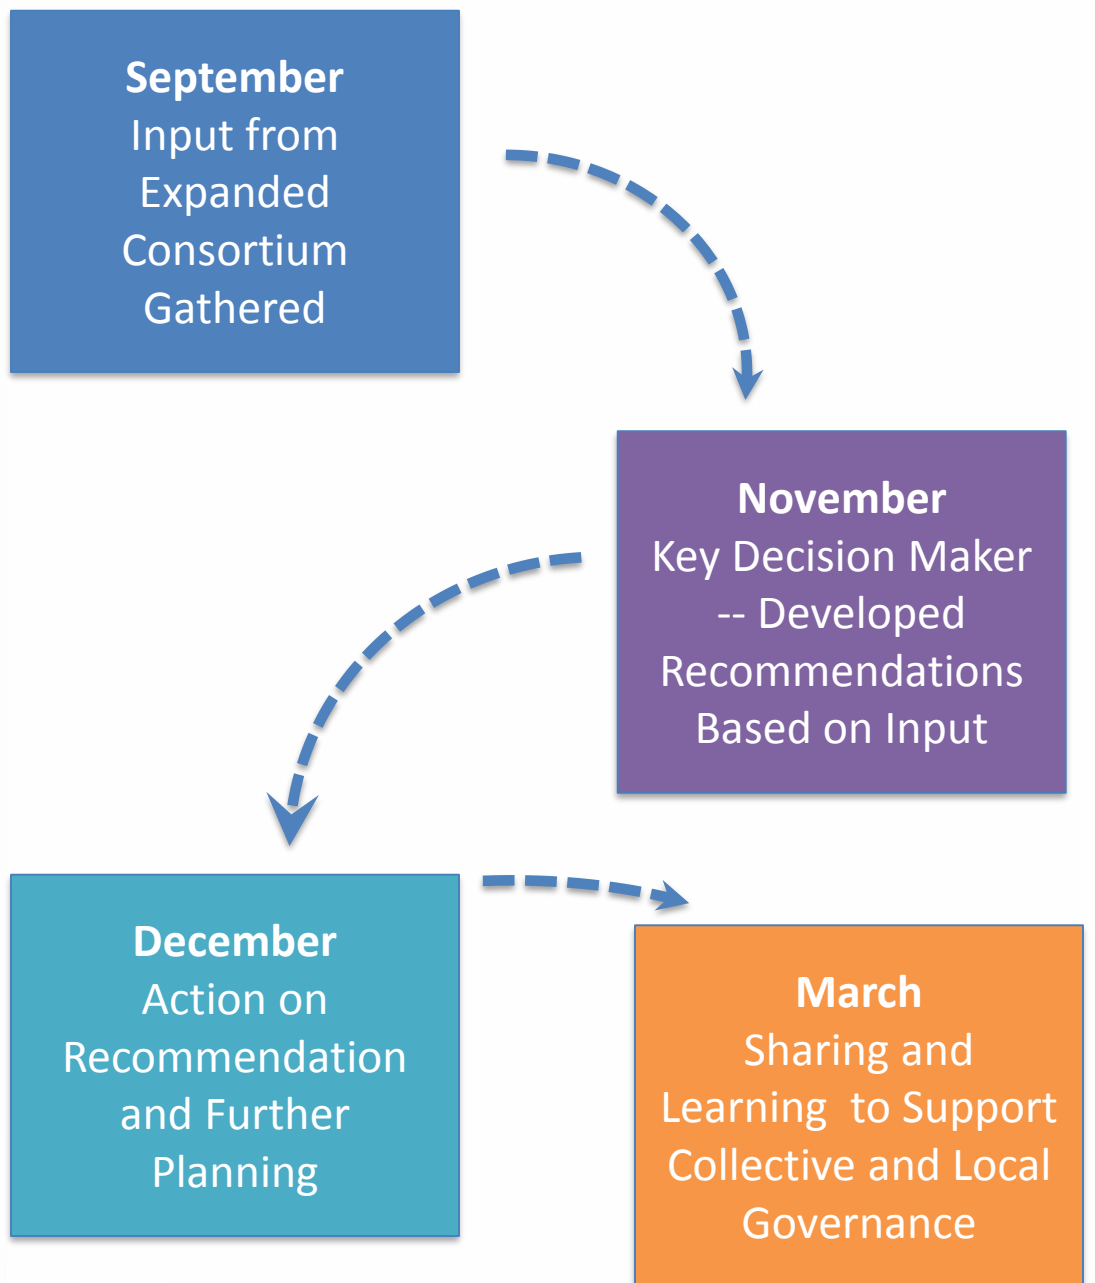 September
Input from
Expanded
Consortium
Gathered
November
Key Decision Maker
-- Developed
Recommendations
Based on Input
December
Action on
Recommendation
and Further
Planning
March
Sharing and
Learning  to Support
Collective and Local
Governance